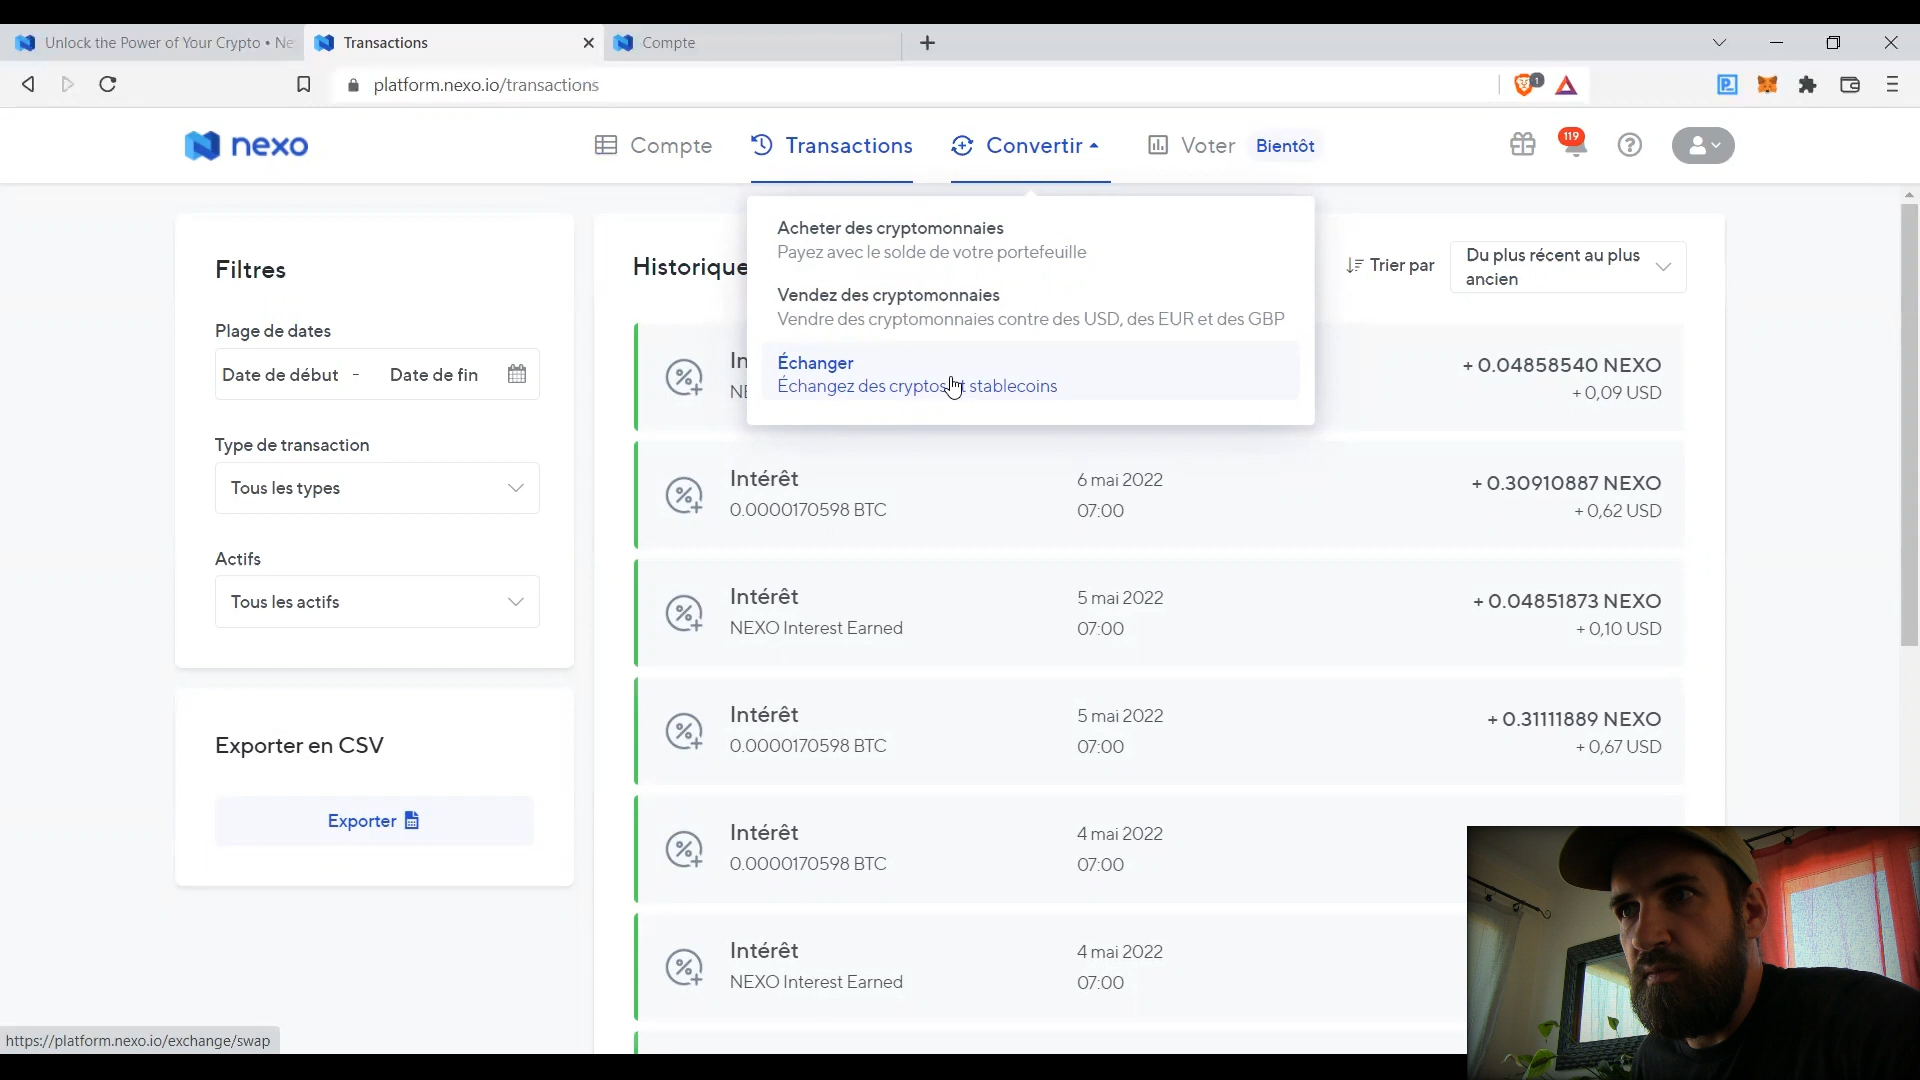 Unlock the Power of Your Crypto • Ne
Transactions
Compte
platform.nexo.io/transactions
1
nexo
Compte
Transactions
Convertir
Voter
Bientôt
119
Filtres
Plage de dates
Date de début - Date de fin
Type de transaction
Tous les types
Actifs
Tous les actifs
Exporter en CSV
Exporter
Historique
Acheter des cryptomonnaies
Payez avec le solde de votre portefeuille
Vendez des cryptomonnaies
Vendre des cryptomonnaies contre des USD, des EUR et des GBP
Échanger
Échangez des cryptos stablecoins
Trier par
Du plus récent au plus
ancien
+ 0.04858540 NEXO
+ 0,09 USD
Intérêt
6 mai 2022
+ 0.30910887 NEXO
0.0000170598 BTC
07:00
+ 0,62 USD
Intérêt
5 mai 2022
+ 0.04851873 NEXO
NEXO Interest Earned
07:00
+ 0,10 USD
Intérêt
5 mai 2022
+ 0.31111889 NEXO
0.0000170598 BTC
07:00
+ 0,67 USD
Intérêt
4 mai 2022
0.0000170598 BTC
07:00
Intérêt
4 mai 2022
NEXO Interest Earned
07:00
https://platform.nexo.io/exchange/swap